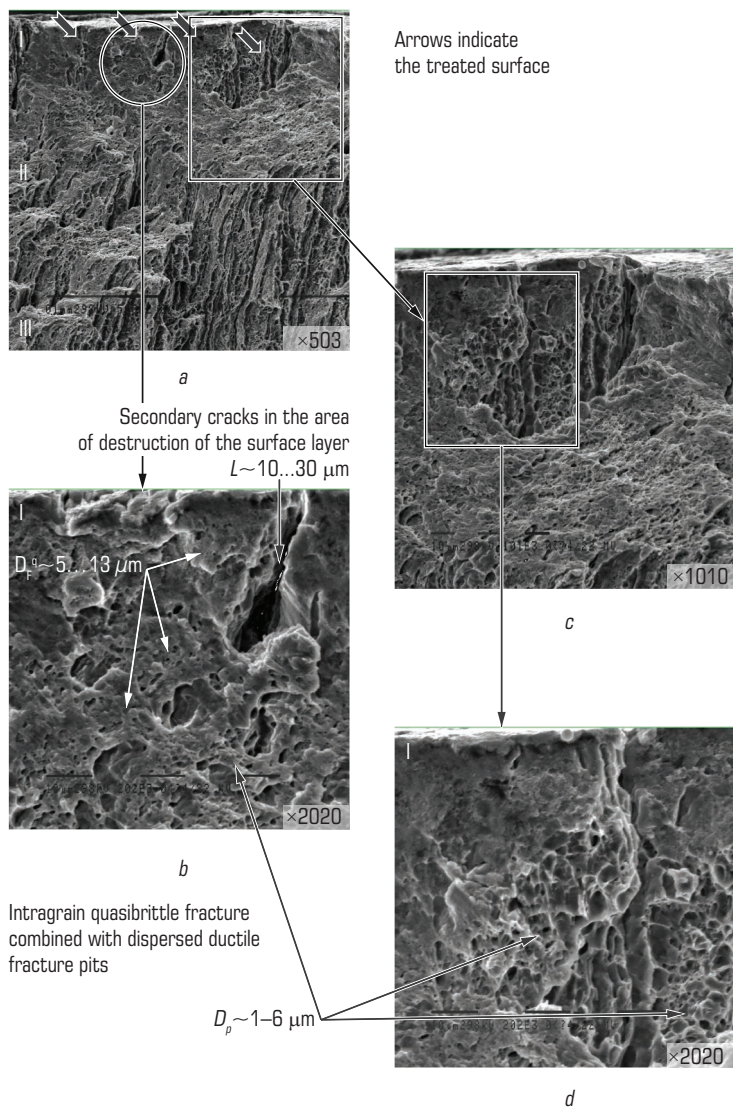 Arrows indicate
the treated surface
I
II
III
×503
a
Secondary cracks in the area
of destruction of the surface layer
L~10...30 μm
I
D_F^q~5...13 μm
×2020
b
×1010
c
Intragrain quasibrittle fracture
combined with dispersed ductile
fracture pits
D_p~1–6 μm
I
×2020
d